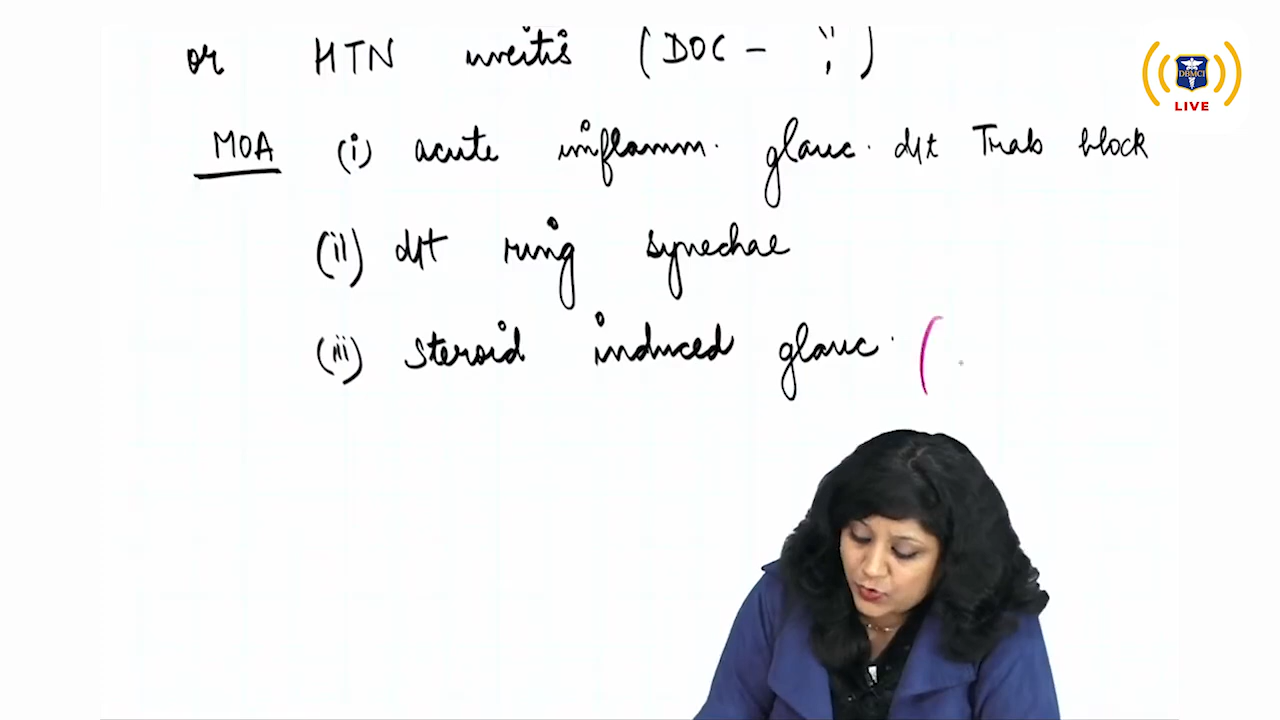 or HTN uveitis (DOC - " )
MOA (i) acute inflamm. glauc. d/t Trab block
(ii) d/t ring synechae
(iii) steroid induced glauc. (
DBMCI
LIVE